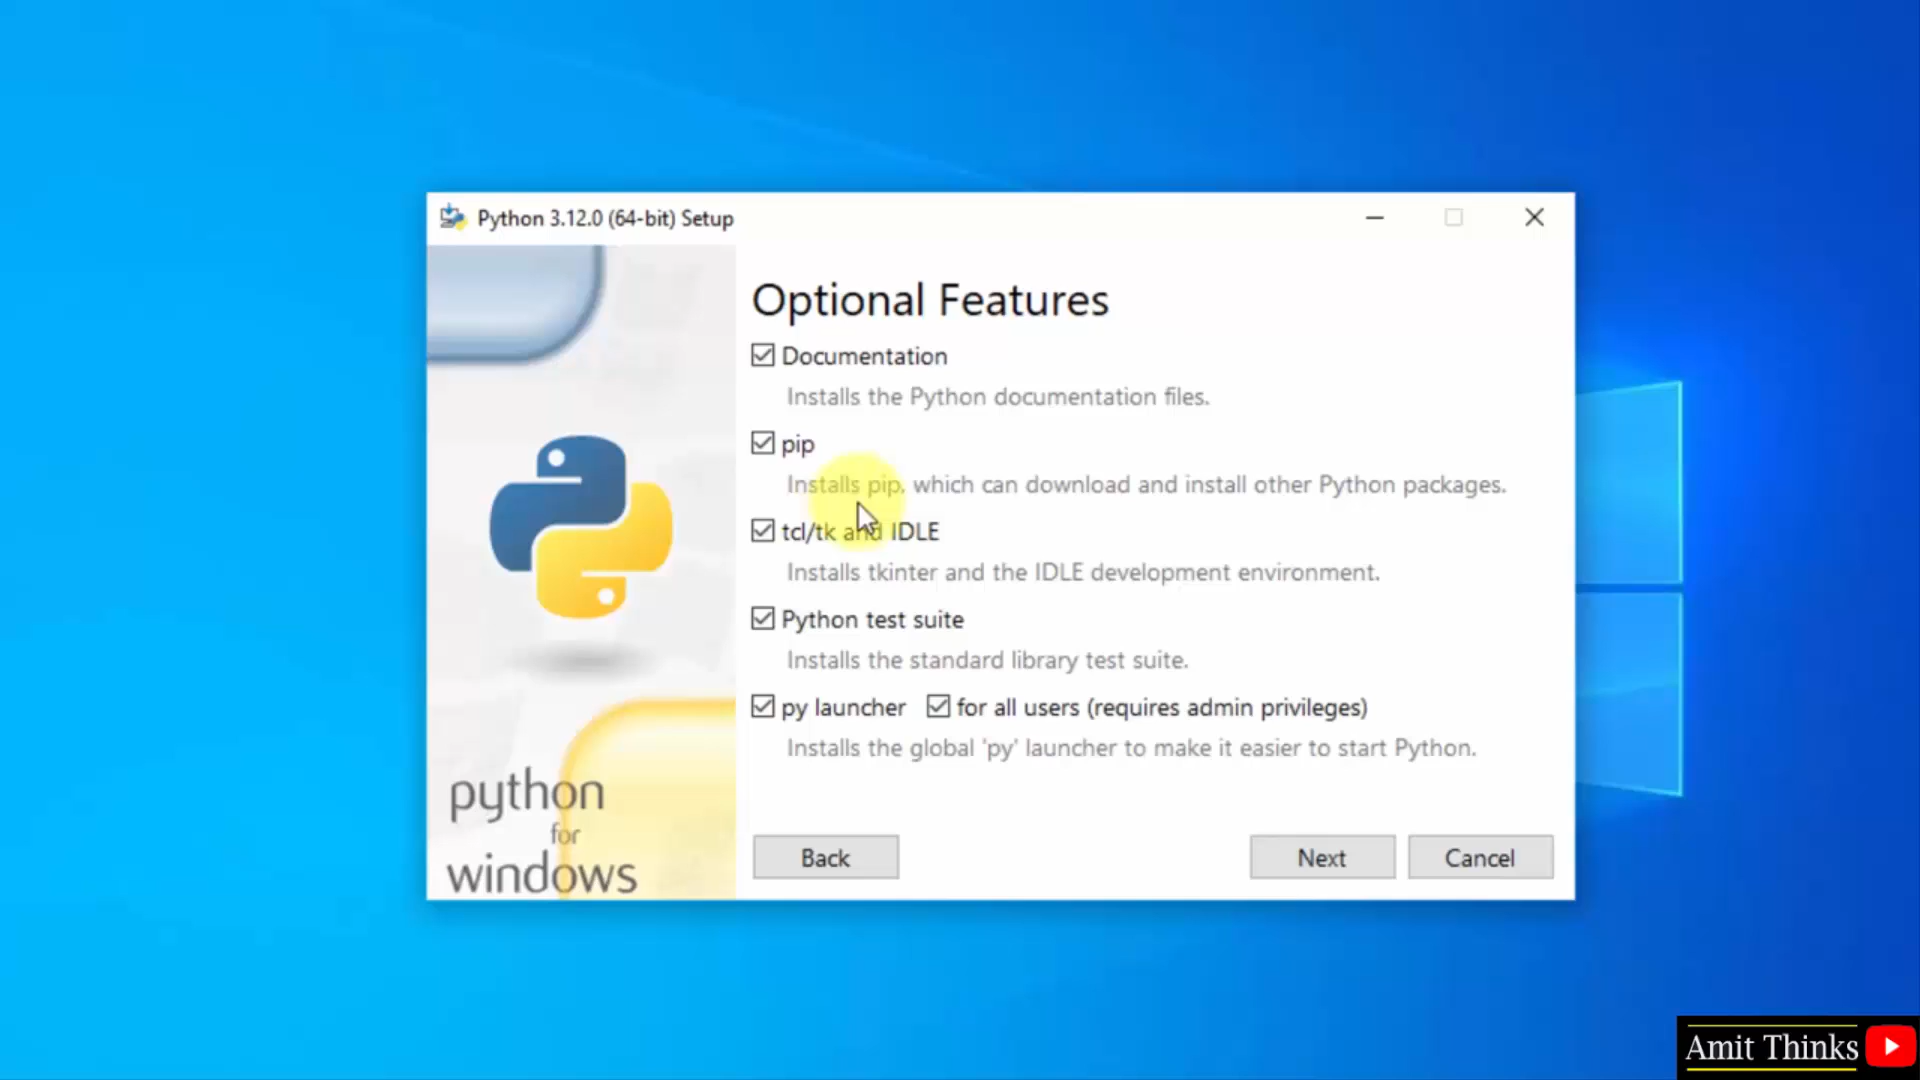 Python 3.12.0 (64-bit) Setup
Optional Features
Documentation
Installs the Python documentation files.
pip
Installs pip, which can download and install other Python packages.
tcl/tk and IDLE
Installs tkinter and the IDLE development environment.
Python test suite
Installs the standard library test suite.
py launcher for all users (requires admin privileges)
Installs the global 'py' launcher to make it easier to start Python.
python
for
windows
Back Next Cancel
Amit Thinks